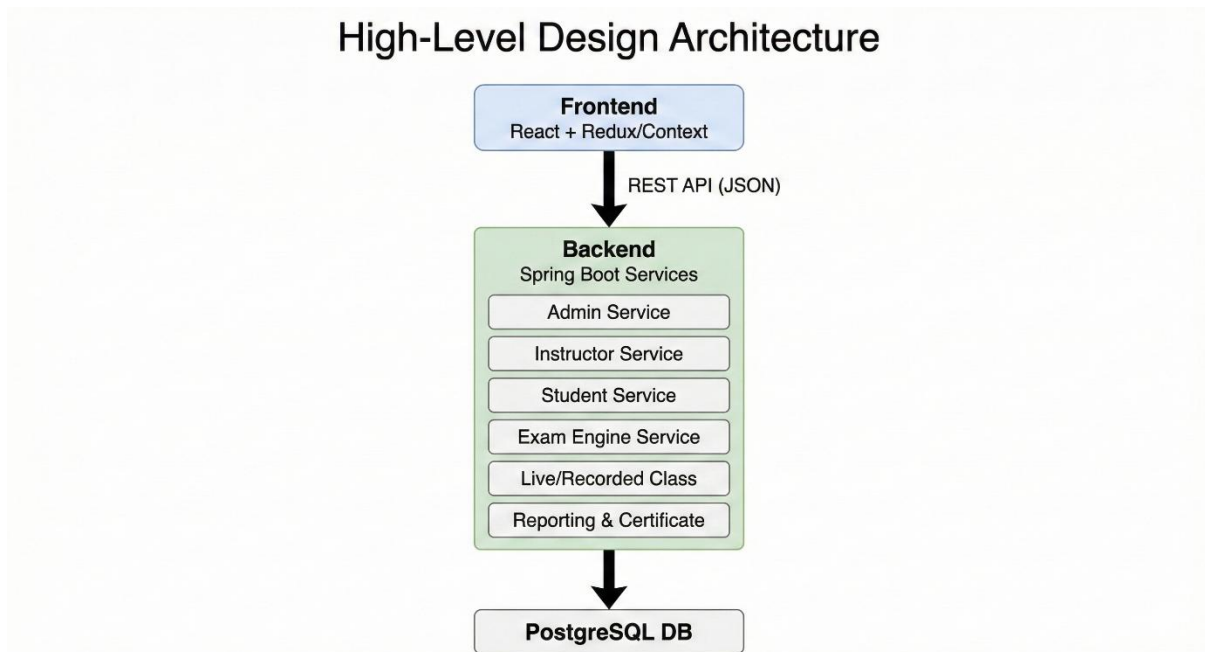 High-Level Design Architecture
Frontend
React + Redux/Context
REST API (JSON)
Backend
Spring Boot Services
Admin Service
Instructor Service
Student Service
Exam Engine Service
Live/Recorded Class
Reporting & Certificate
PostgreSQL DB